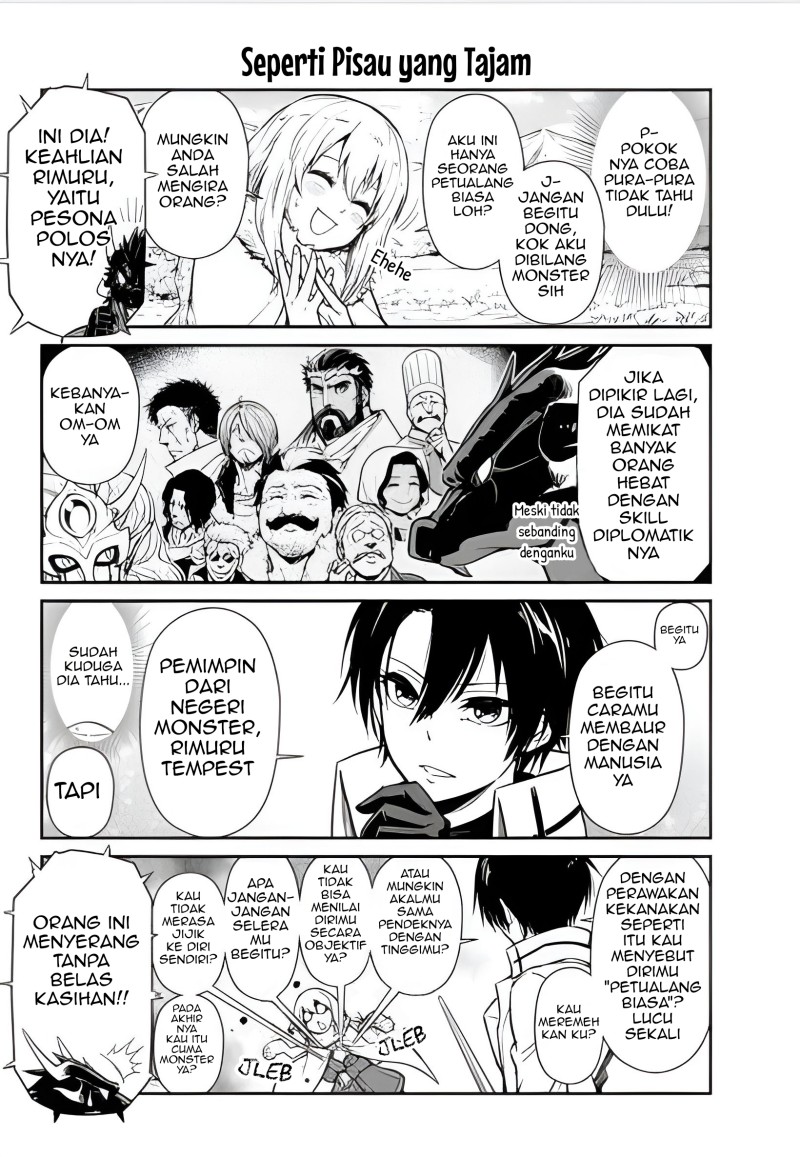 Seperti Pisau yang Tajam
P-
POKOK
NYA COBA
PURA-PURA
TIDAK TAHU
DULU!
J-
JANGAN
BEGITU
DONG,
KOK AKU
DIBILANG
MONSTER
SIH
AKU INI
HANYA
SEORANG
PETUALANG
BIASA
LOH?
Ehehe
MUNGKIN
ANDA
SALAH
MENGIRA
ORANG?
INI DIA!
KEAHLIAN
RIMURU,
YAITU
PESONA
POLOS
NYA!
JIKA
DIPIKIR LAGI,
DIA SUDAH
MEMIKAT
BANYAK
ORANG
HEBAT
DENGAN
SKILL
DIPLOMATIK
NYA
Meski tidak
sebanding
denganku
KEBANYA-
KAN
OM-OM
YA
BEGITU
YA
BEGITU
CARAMU
MEMBAUR
DENGAN
MANUSIA
YA
PEMIMPIN
DARI
NEGERI
MONSTER,
RIMURU
TEMPEST
SUDAH
KUDUGA
DIA TAHU...
TAPI
DENGAN
PERAWAKAN
KEKANAKAN
SEPERTI
ITU KAU
MENYEBUT
DIRIMU
"PETUALANG
BIASA"?
LUCU
SEKALI
KAU
MEREMEH
KAN KU?
ATAU
MUNGKIN
AKALMU
SAMA
PENDEKNYA
DENGAN
TINGGIMU?
KAU
TIDAK
BISA
MENILAI
DIRIMU
SECARA
OBJEKTIF
YA?
APA
JANGAN-
JANGAN
SELERA
MU
BEGITU?
KAU
TIDAK
MERASA
JIJIK
KE DIRI
SENDIRI?
PADA
AKHIR
NYA
KAU ITU
CUMA
MONSTER
YA?
JLEB
JLEB
ORANG INI
MENYERANG
TANPA
BELAS
KASIHAN!!